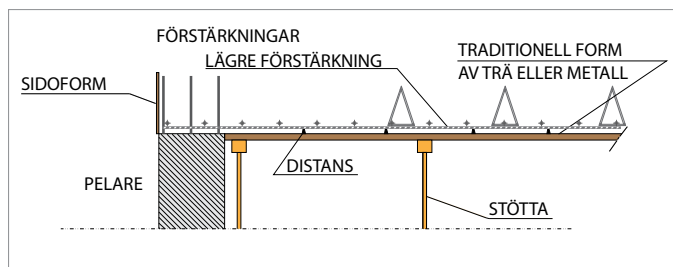 FÖRSTÄRKNINGAR
LÄGRE FÖRSTÄRKNING
TRADITIONELL FORM
AV TRÄ ELLER METALL
SIDOFORM
DISTANS
PELARE
STÖTTA